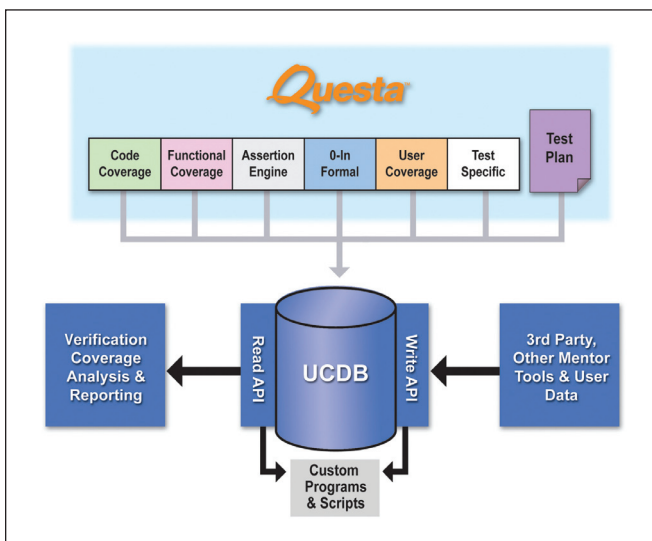 Questa
Code
Coverage
Functional
Coverage
Assertion
Engine
0-In
Formal
User
Coverage
Test
Specific
Test
Plan
Verification
Coverage
Analysis &
Reporting
Read API
UCDB
Write API
3rd Party,
Other Mentor
Tools & User
Data
Custom
Programs
& Scripts